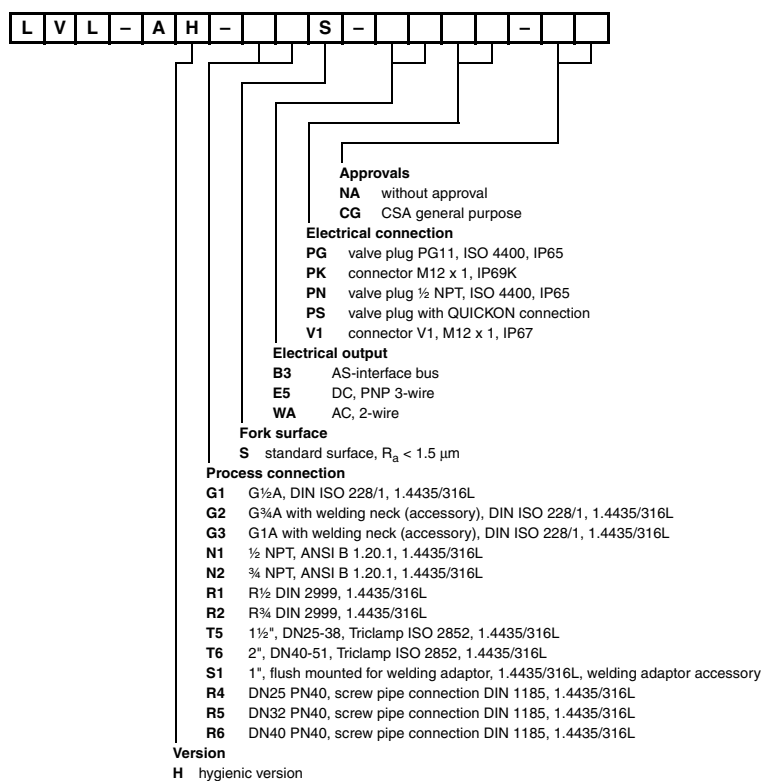 L V L – A H – S – –
Approvals
NA without approval
CG CSA general purpose
Electrical connection
PG valve plug PG11, ISO 4400, IP65
PK connector M12 x 1, IP69K
PN valve plug ½ NPT, ISO 4400, IP65
PS valve plug with QUICKON connection
V1 connector V1, M12 x 1, IP67
Electrical output
B3 AS-interface bus
E5 DC, PNP 3-wire
WA AC, 2-wire
Fork surface
S standard surface, Ra < 1.5 μm
Process connection
G1 G½A, DIN ISO 228/1, 1.4435/316L
G2 G¾A with welding neck (accessory), DIN ISO 228/1, 1.4435/316L
G3 G1A with welding neck (accessory), DIN ISO 228/1, 1.4435/316L
N1 ½ NPT, ANSI B 1.20.1, 1.4435/316L
N2 ¾ NPT, ANSI B 1.20.1, 1.4435/316L
R1 R½ DIN 2999, 1.4435/316L
R2 R¾ DIN 2999, 1.4435/316L
T5 1½", DN25-38, Triclamp ISO 2852, 1.4435/316L
T6 2", DN40-51, Triclamp ISO 2852, 1.4435/316L
S1 1", flush mounted for welding adaptor, 1.4435/316L, welding adaptor accessory
R4 DN25 PN40, screw pipe connection DIN 1185, 1.4435/316L
R5 DN32 PN40, screw pipe connection DIN 1185, 1.4435/316L
R6 DN40 PN40, screw pipe connection DIN 1185, 1.4435/316L
Version
H hygienic version